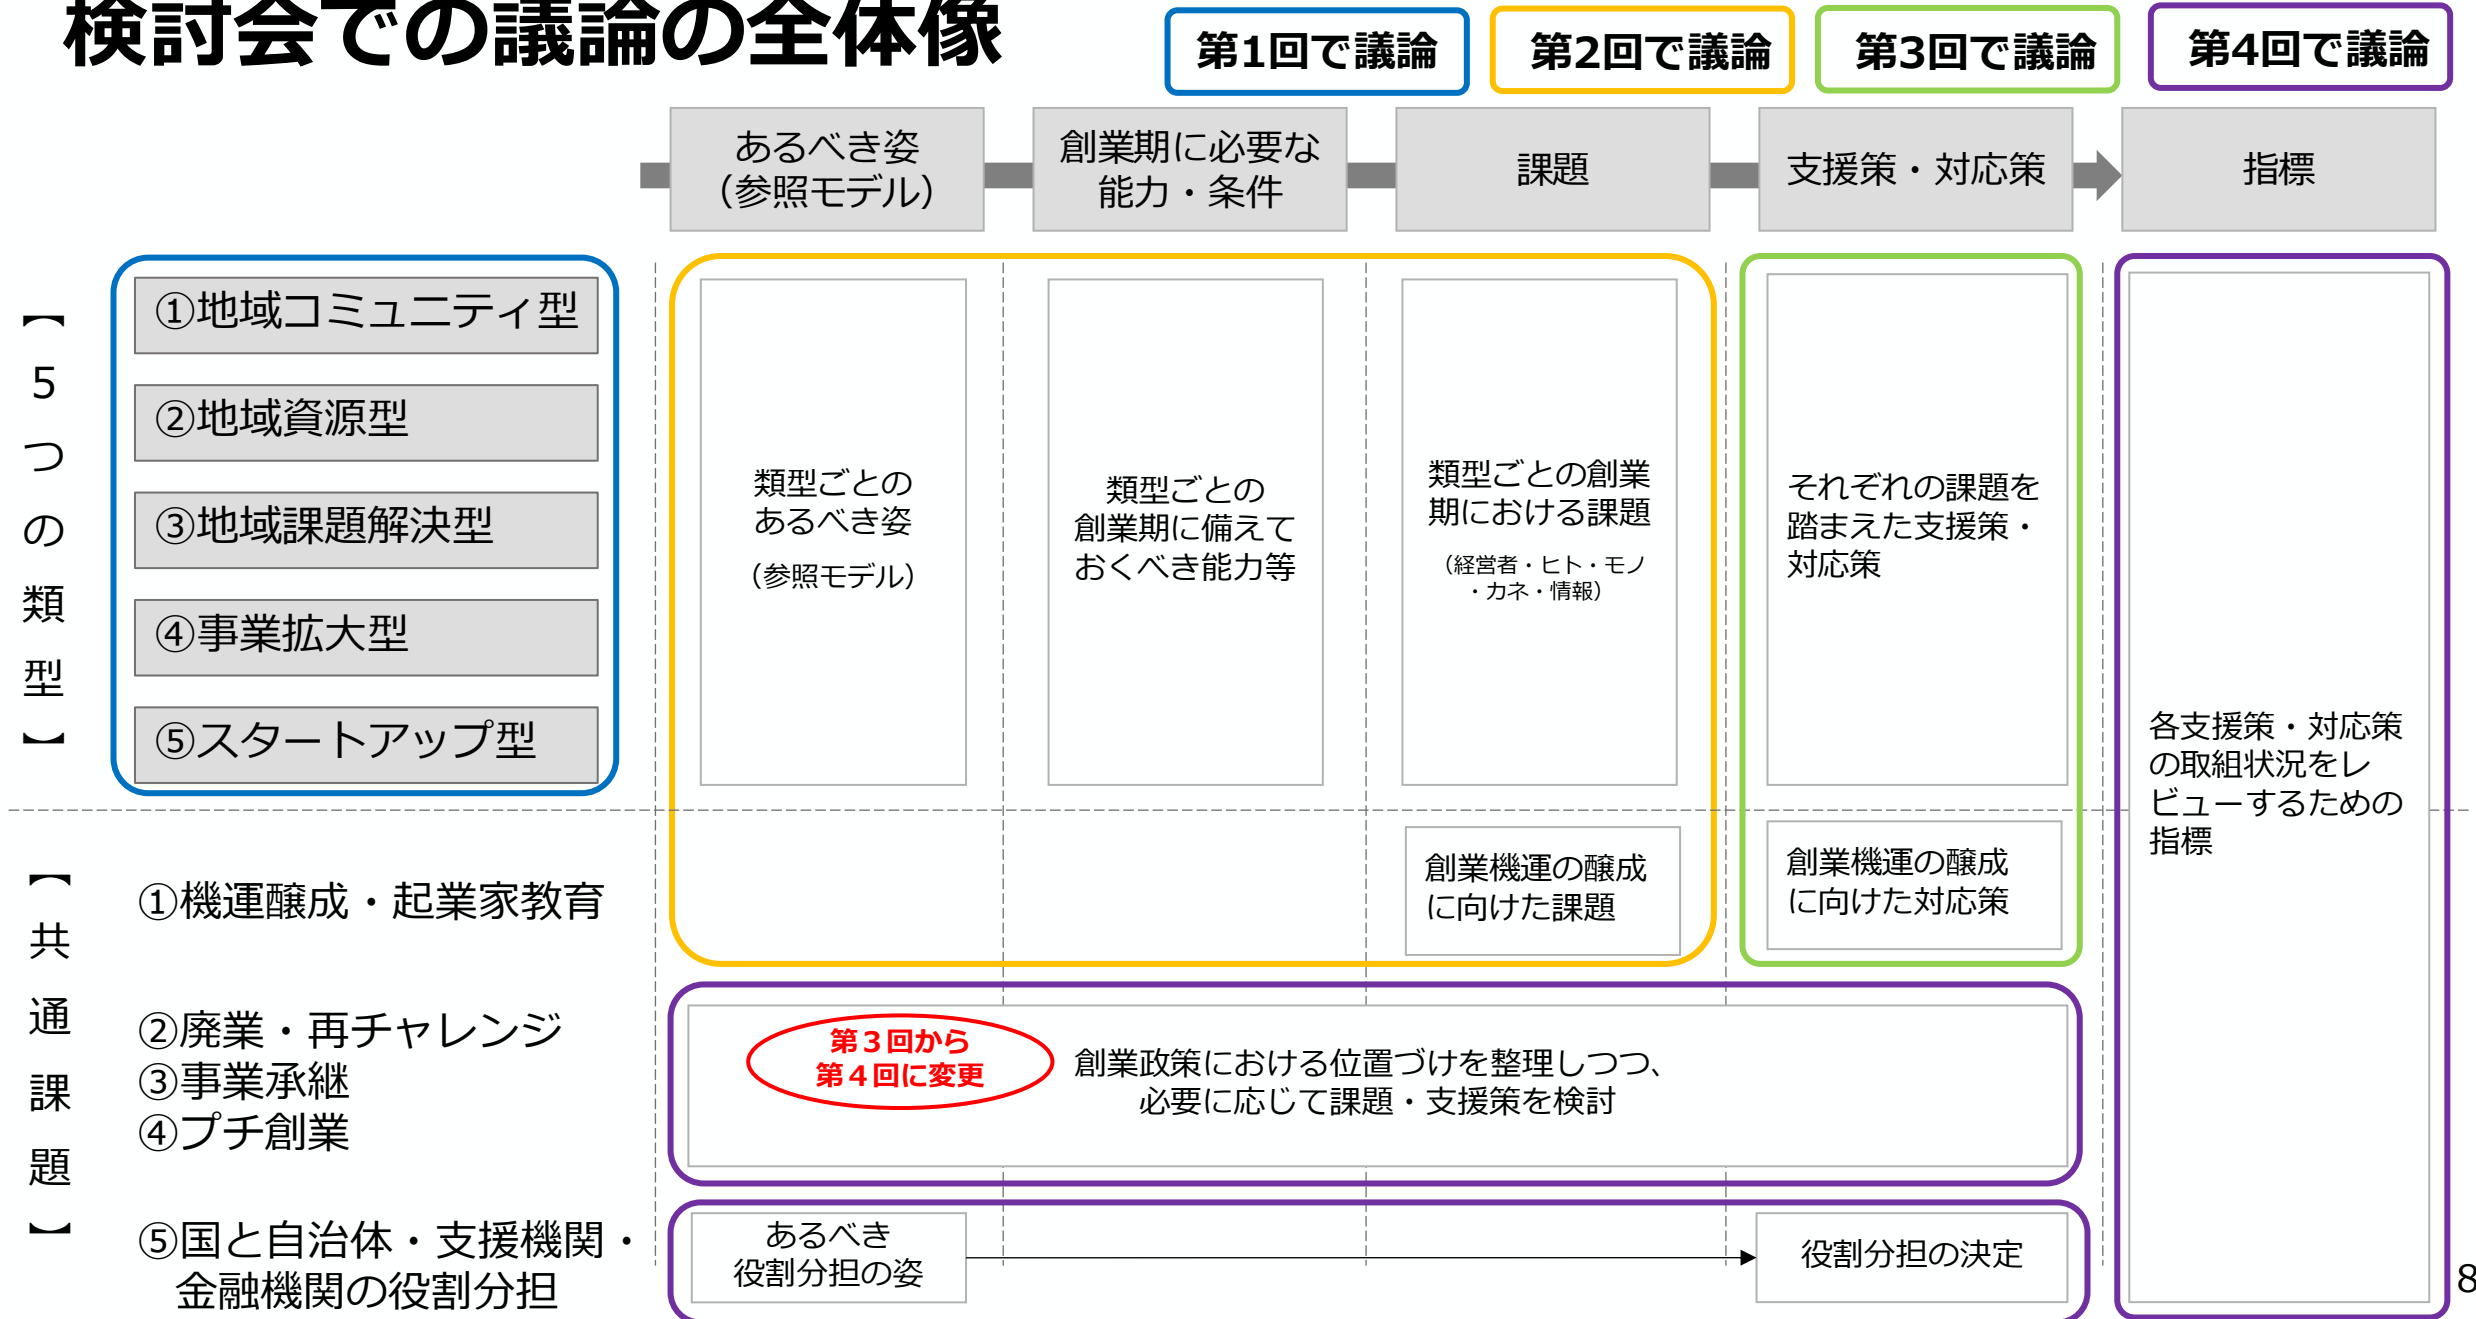 検討会での議論の全体像
第1回で議論
第2回で議論
第3回で議論
第4回で議論
あるべき姿
（参照モデル）
創業期に必要な
能力・条件
課題
支援策・対応策
指標
【５つの類型】
①地域コミュニティ型
②地域資源型
③地域課題解決型
④事業拡大型
⑤スタートアップ型
類型ごとの
あるべき姿
（参照モデル）
類型ごとの
創業期に備えて
おくべき能力等
類型ごとの創業
期における課題
（経営者・ヒト・モノ
・カネ・情報）
それぞれの課題を
踏まえた支援策・
対応策
各支援策・対応策
の取組状況をレ
ビューするための
指標
【共通課題】
①機運醸成・起業家教育
創業機運の醸成
に向けた課題
創業機運の醸成
に向けた対応策
②廃業・再チャレンジ
③事業承継
④プチ創業
第３回から
第４回に変更
創業政策における位置づけを整理しつつ、
必要に応じて課題・支援策を検討
⑤国と自治体・支援機関・
金融機関の役割分担
あるべき
役割分担の姿
役割分担の決定
8